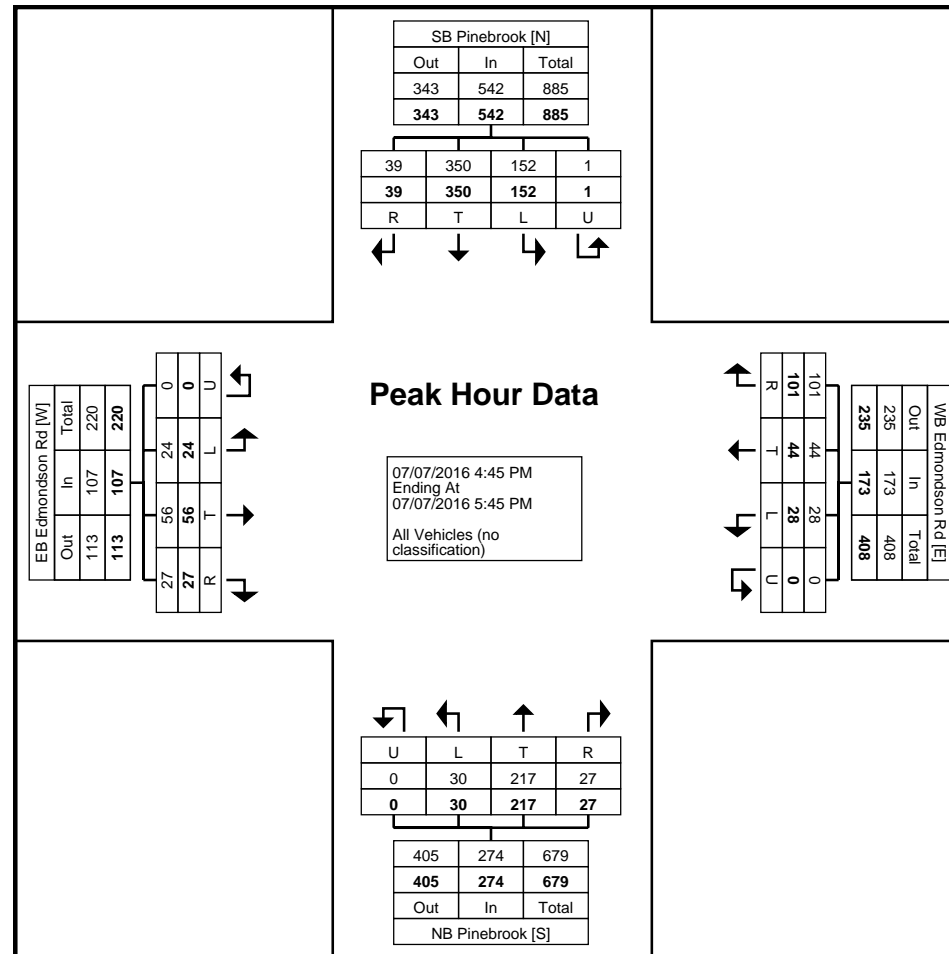 SB Pinebrook [N]
Out In Total
343 542 885
343 542 885
39 350 152 1
39 350 152 1
R T L U
Peak Hour Data
07/07/2016 4:45 PM
Ending At
07/07/2016 5:45 PM
All Vehicles (no
classification)
EB Edmondson Rd [W]
Out In Total
113 107 220
113 107 220
27 56 24 0
27 56 24 0
R T L U
WB Edmondson Rd [E]
Out In Total
235 173 408
235 173 408
101 44 28 0
101 44 28 0
R T L U
U L T R
0 30 217 27
0 30 217 27
405 274 679
405 274 679
Out In Total
NB Pinebrook [S]